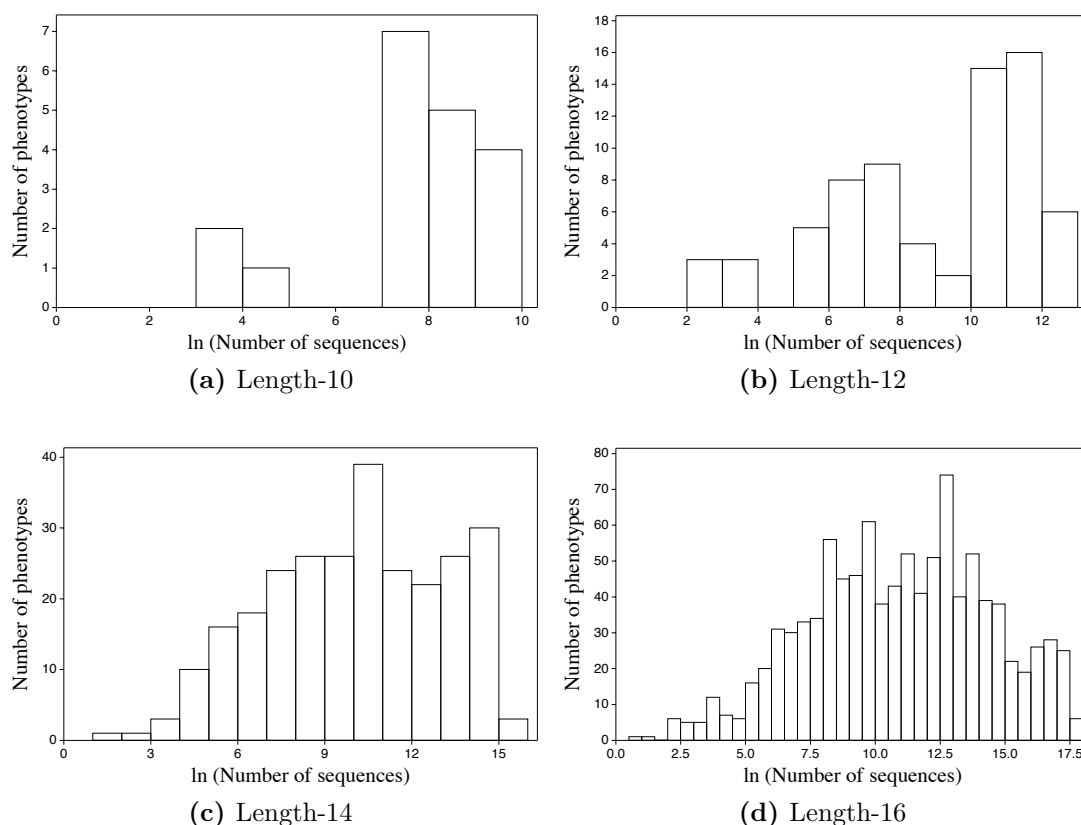 7
6
5
4
3
2
1
0
0 2 4 6 8 10
Number of phenotypes
ln (Number of sequences)
(a) Length-10
18
16
14
12
10
8
6
4
2
0
0 2 4 6 8 10 12
Number of phenotypes
ln (Number of sequences)
(b) Length-12
40
30
20
10
0
0 3 6 9 12 15
Number of phenotypes
ln (Number of sequences)
(c) Length-14
80
70
60
50
40
30
20
10
0
0.0 2.5 5.0 7.5 10.0 12.5 15.0 17.5
Number of phenotypes
ln (Number of sequences)
(d) Length-16